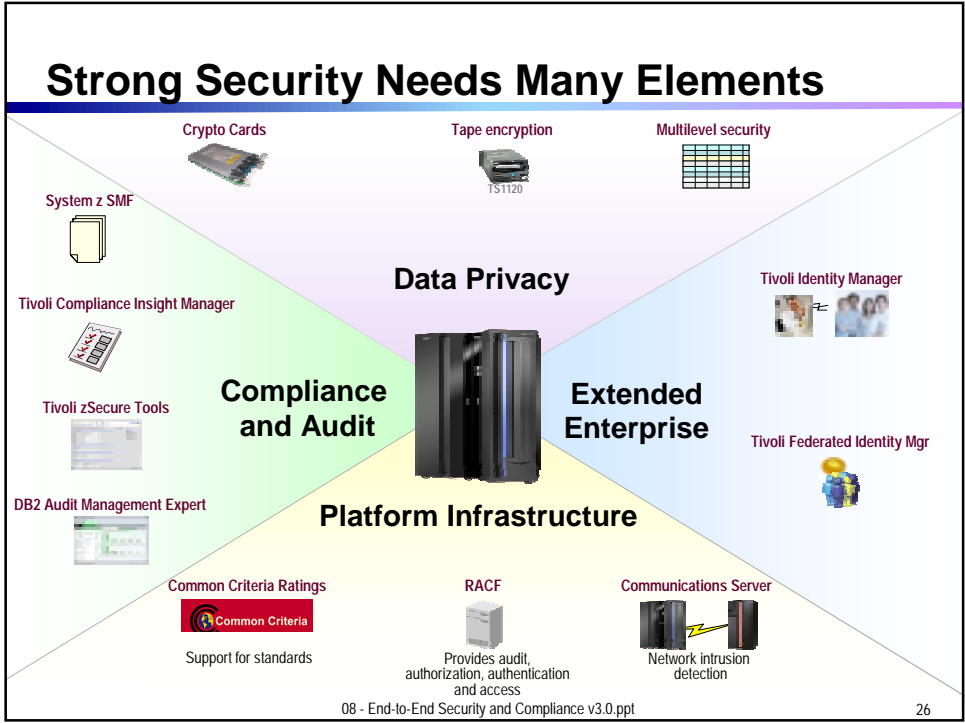 Strong Security Needs Many Elements
Crypto Cards
Tape encryption
Multilevel security
TS1120
System z SMF
Data Privacy
Tivoli Identity Manager
Tivoli Compliance Insight Manager
Compliance
and Audit
Extended
Enterprise
Tivoli zSecure Tools
Tivoli Federated Identity Mgr
DB2 Audit Management Expert
Platform Infrastructure
Common Criteria Ratings
Common Criteria
Support for standards
RACF
Provides audit,
authorization, authentication
and access
Communications Server
Network intrusion
detection
08 - End-to-End Security and Compliance v3.0.ppt
26